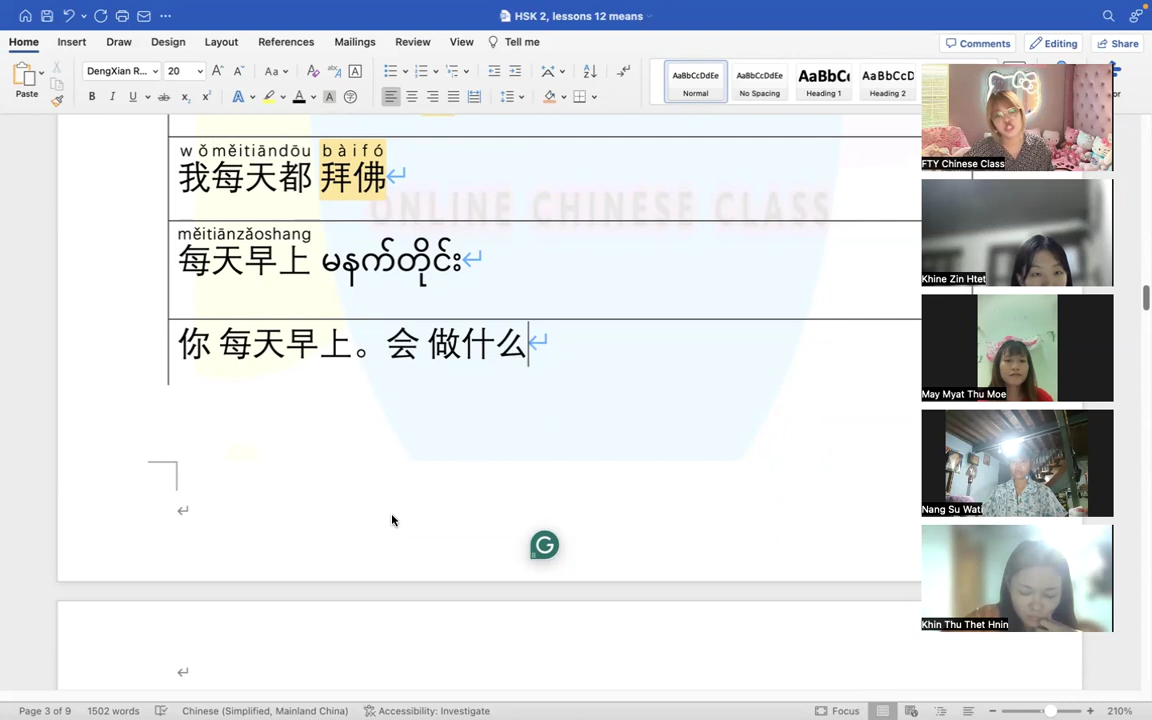 HSK 2, lessons 12 means
Home Insert Draw Design Layout References Mailings Review View Tell me
Comments Editing Share
Paste
DengXian R... 20
AaBbCcDdEe AaBbCcDdEe AaBbC AaBbCcD
Normal No Spacing Heading 1 Heading 2
wǒměitiāndōu bàifó
我每天都 拜佛
ONLINE CHINESE CLASS
měitiānzǎoshang
每天早上 မနက်တိုင်း
你 每天早上。会 做什么
FTY Chinese Class
Khine Zin Htet
May Myat Thu Moe
Nang Su Wati
Khin Thu Thet Hnin
Page 3 of 9 1502 words Chinese (Simplified, Mainland China) Accessibility: Investigate Focus 210%